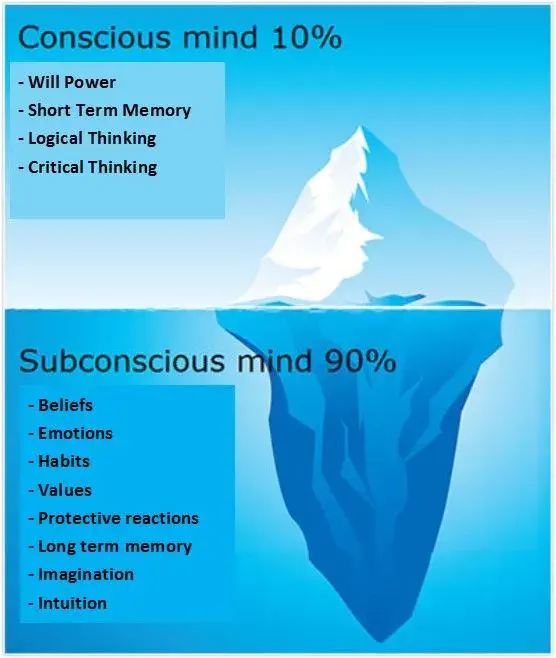 Conscious mind 10%
- Will Power
- Short Term Memory
- Logical Thinking
- Critical Thinking
Subconscious mind 90%
- Beliefs
- Emotions
- Habits
- Values
- Protective reactions
- Long term memory
- Imagination
- Intuition